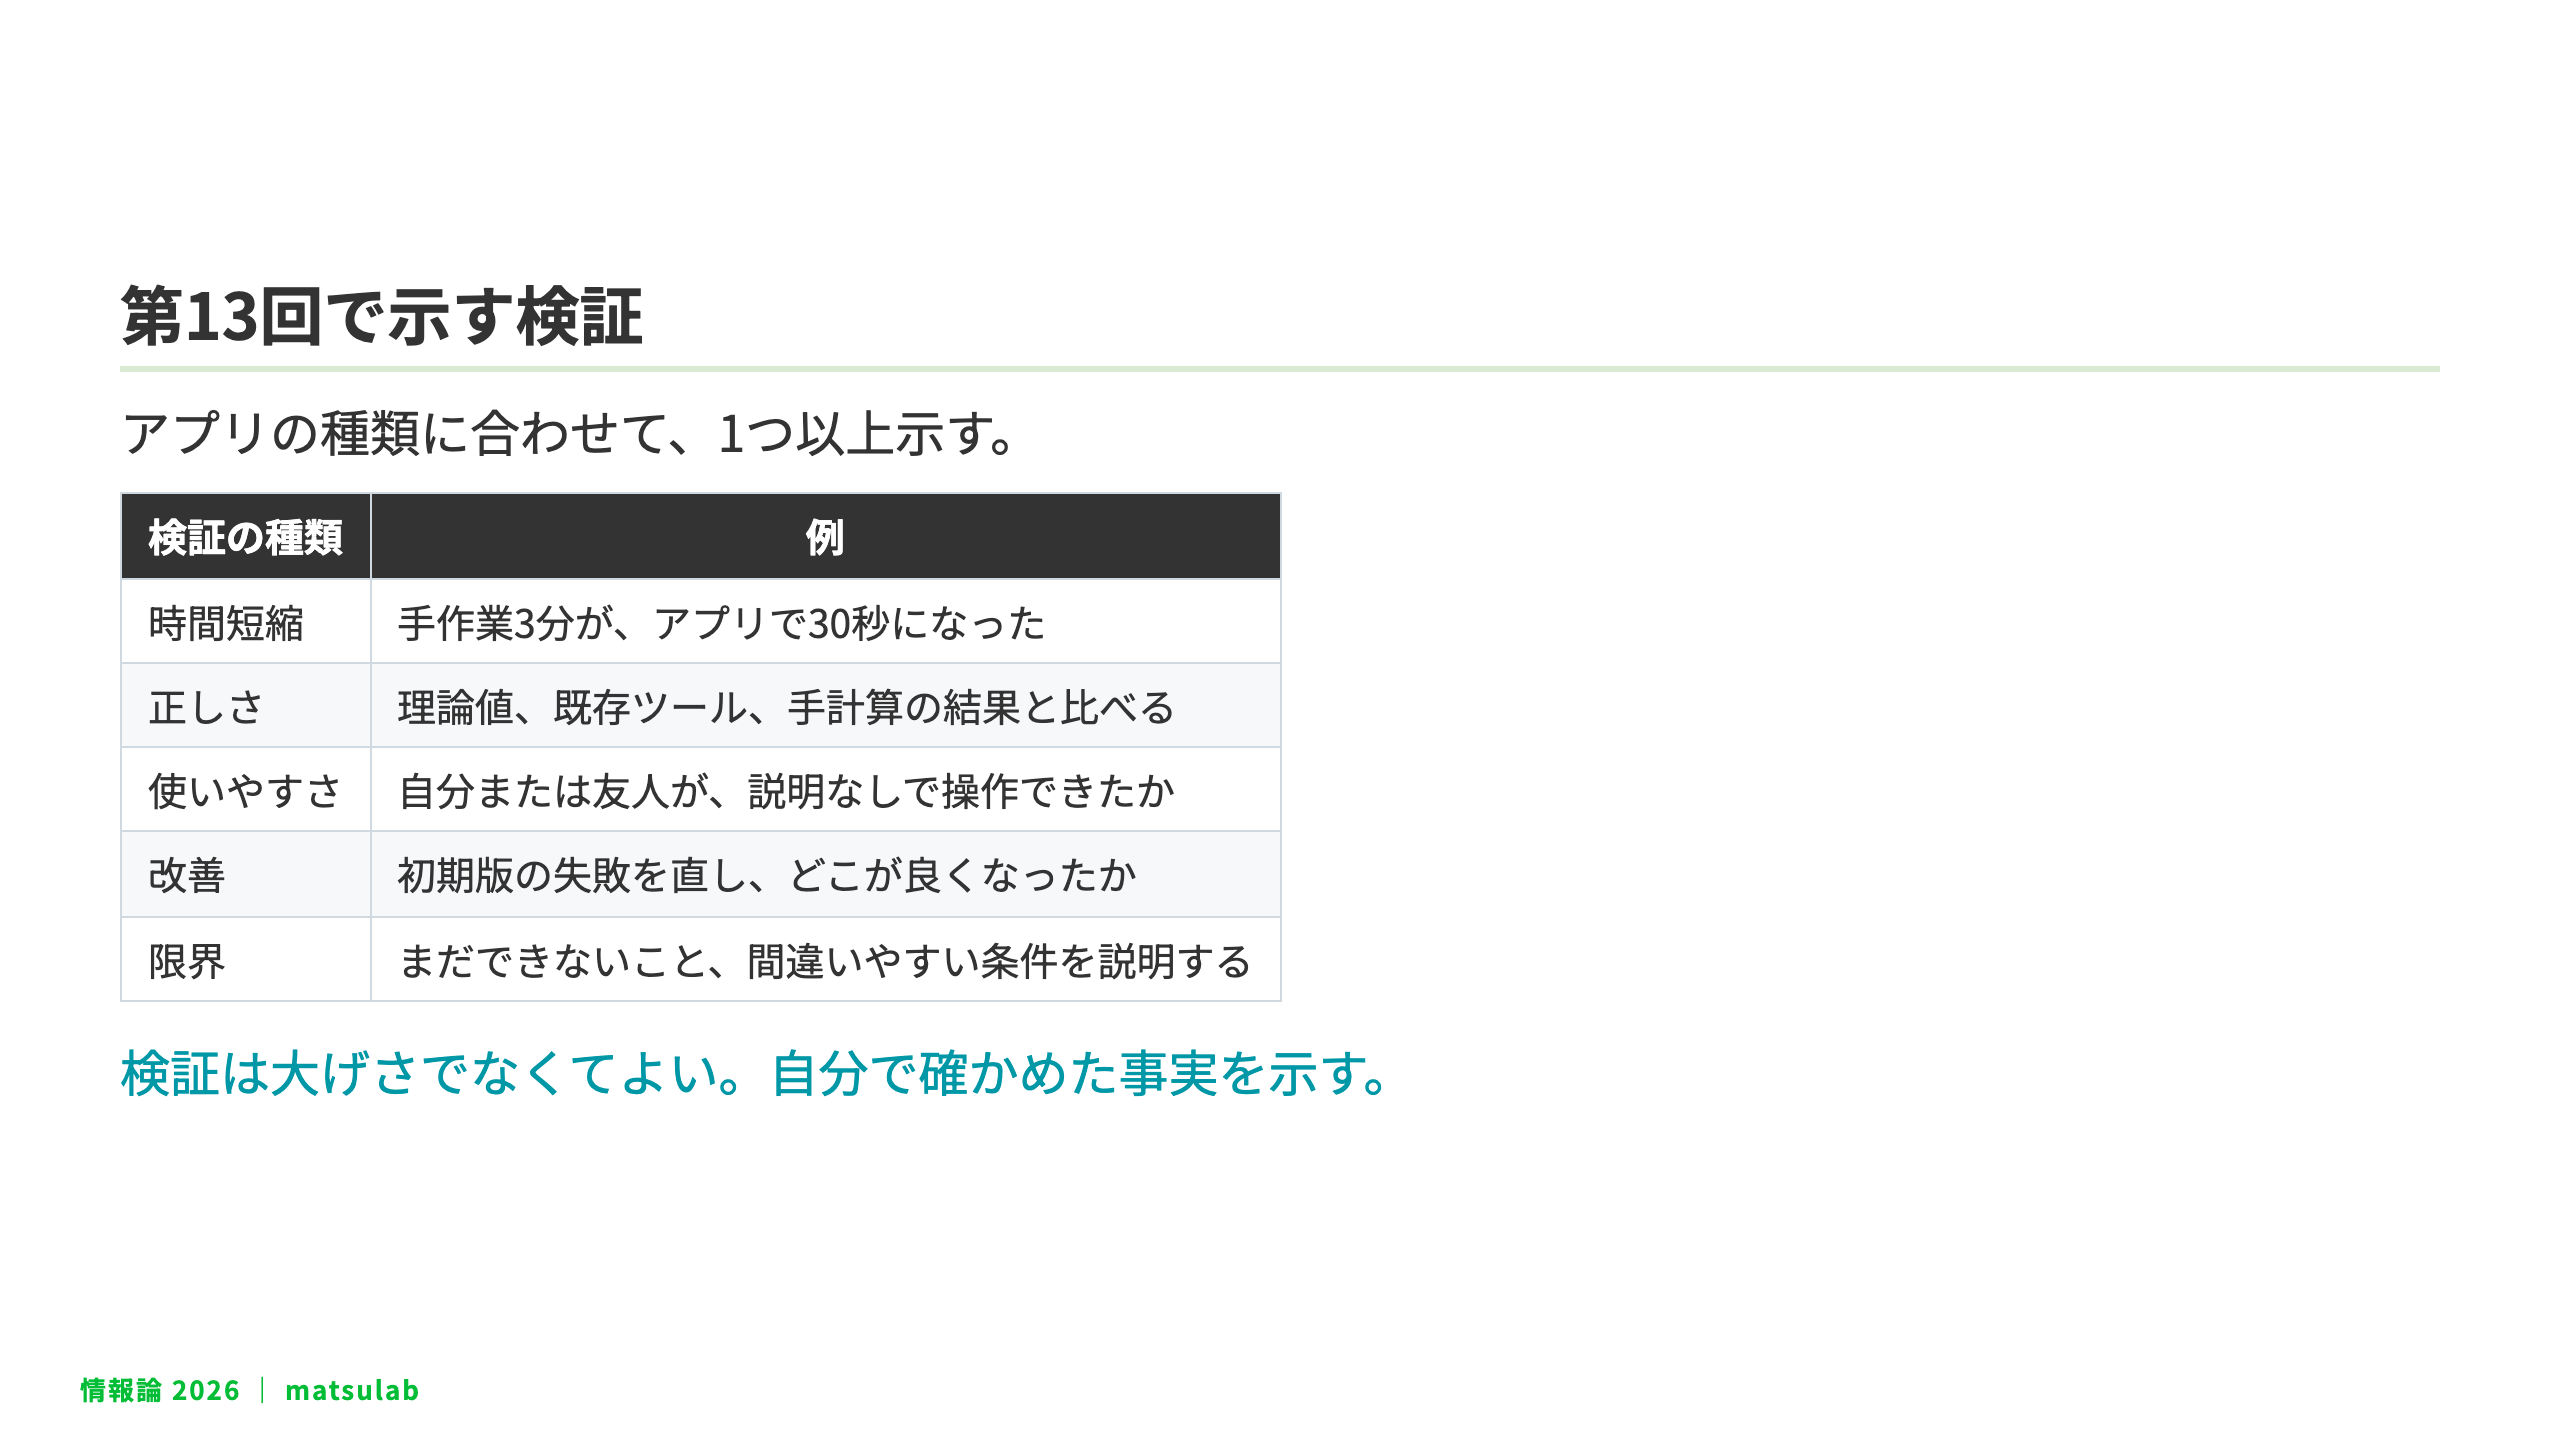 第13回で示す検証
アプリの種類に合わせて、1つ以上示す。
検証の種類 例
時間短縮 手作業3分が、アプリで30秒になった
正しさ 理論値、既存ツール、手計算の結果と比べる
使いやすさ 自分または友人が、説明なしで操作できたか
改善 初期版の失敗を直し、どこが良くなったか
限界 まだできないこと、間違いやすい条件を説明する
検証は大げさでなくてよい。自分で確かめた事実を示す。
情報論 2026 ｜ matsulab